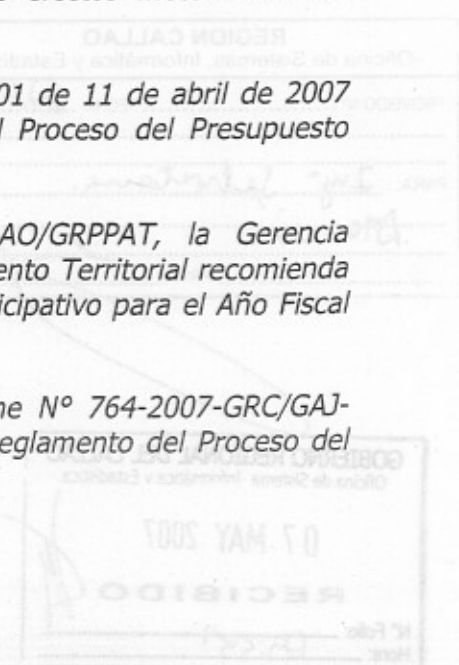 REGION CALLAO
Oficina de Sistemas, Informática y Estadística
01 de 11 de abril de 2007
l Proceso del Presupuesto
PARA
AO/GRPPAT, la Gerencia
ento Territorial recomienda
icipativo para el Año Fiscal
ne Nº 764-2007-GRC/GAJ-
eglamento del Proceso del
GOBIERNO REGIONAL DEL CALLAO
Oficina de Sistema, Informática y Estadística
07 MAY 2007
RECIBIDO
Nº Folio:
Hora: